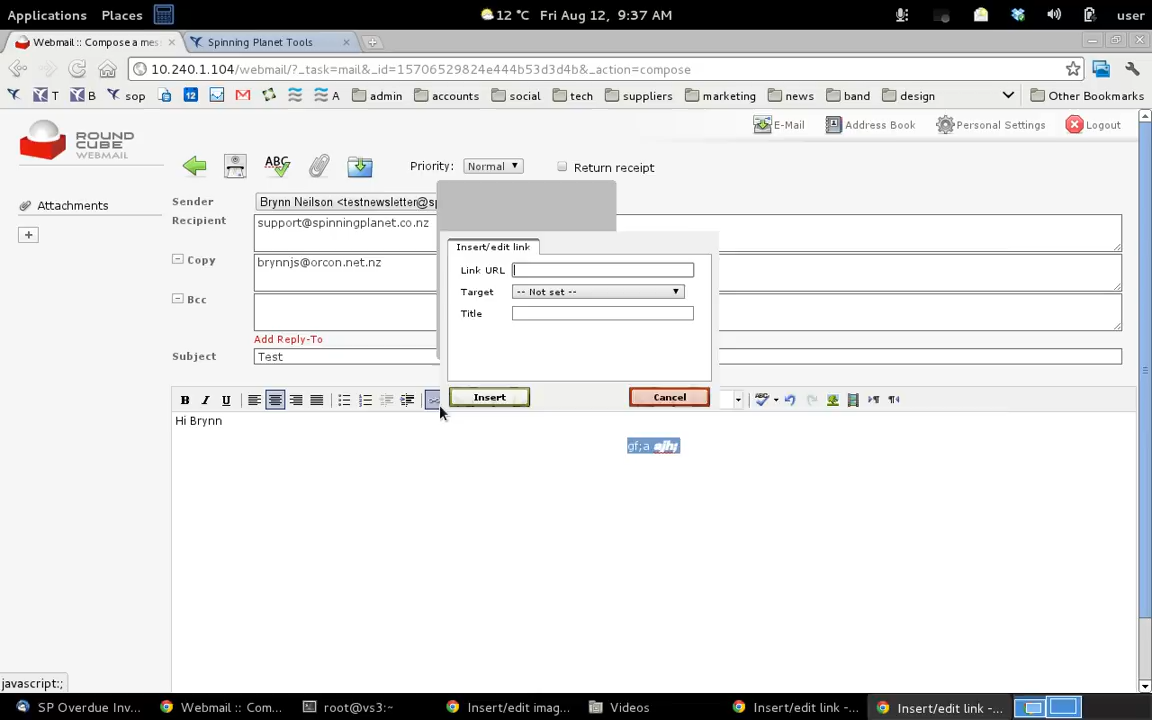 Applications Places 12 °C Fri Aug 12, 9:37 AM user
Webmail :: Compose a mes Spinning Planet Tools
10.240.1.104/webmail/?_task=mail&_id=15706529824e444b53d3d4b&_action=compose
T B sop 12 A admin accounts social tech suppliers marketing news band design Other Bookmarks
ROUND CUBE WEBMAIL
E-Mail Address Book Personal Settings Logout
ABC Priority: Normal Return receipt
Attachments
Sender Brynn Neilson <testnewsletter@sp
Recipient support@spinningplanet.co.nz
Copy brynnjs@orcon.net.nz
Bcc
Add Reply-To
Subject Test
Insert/edit link
Link URL
Target -- Not set --
Title
Insert Cancel
B I U ABC
Hi Brynn
gf;a ajh;
javascript:;
SP Overdue Inv... Webmail :: Com... root@vs3:~ Insert/edit imag... Videos Insert/edit link -... Insert/edit link -...